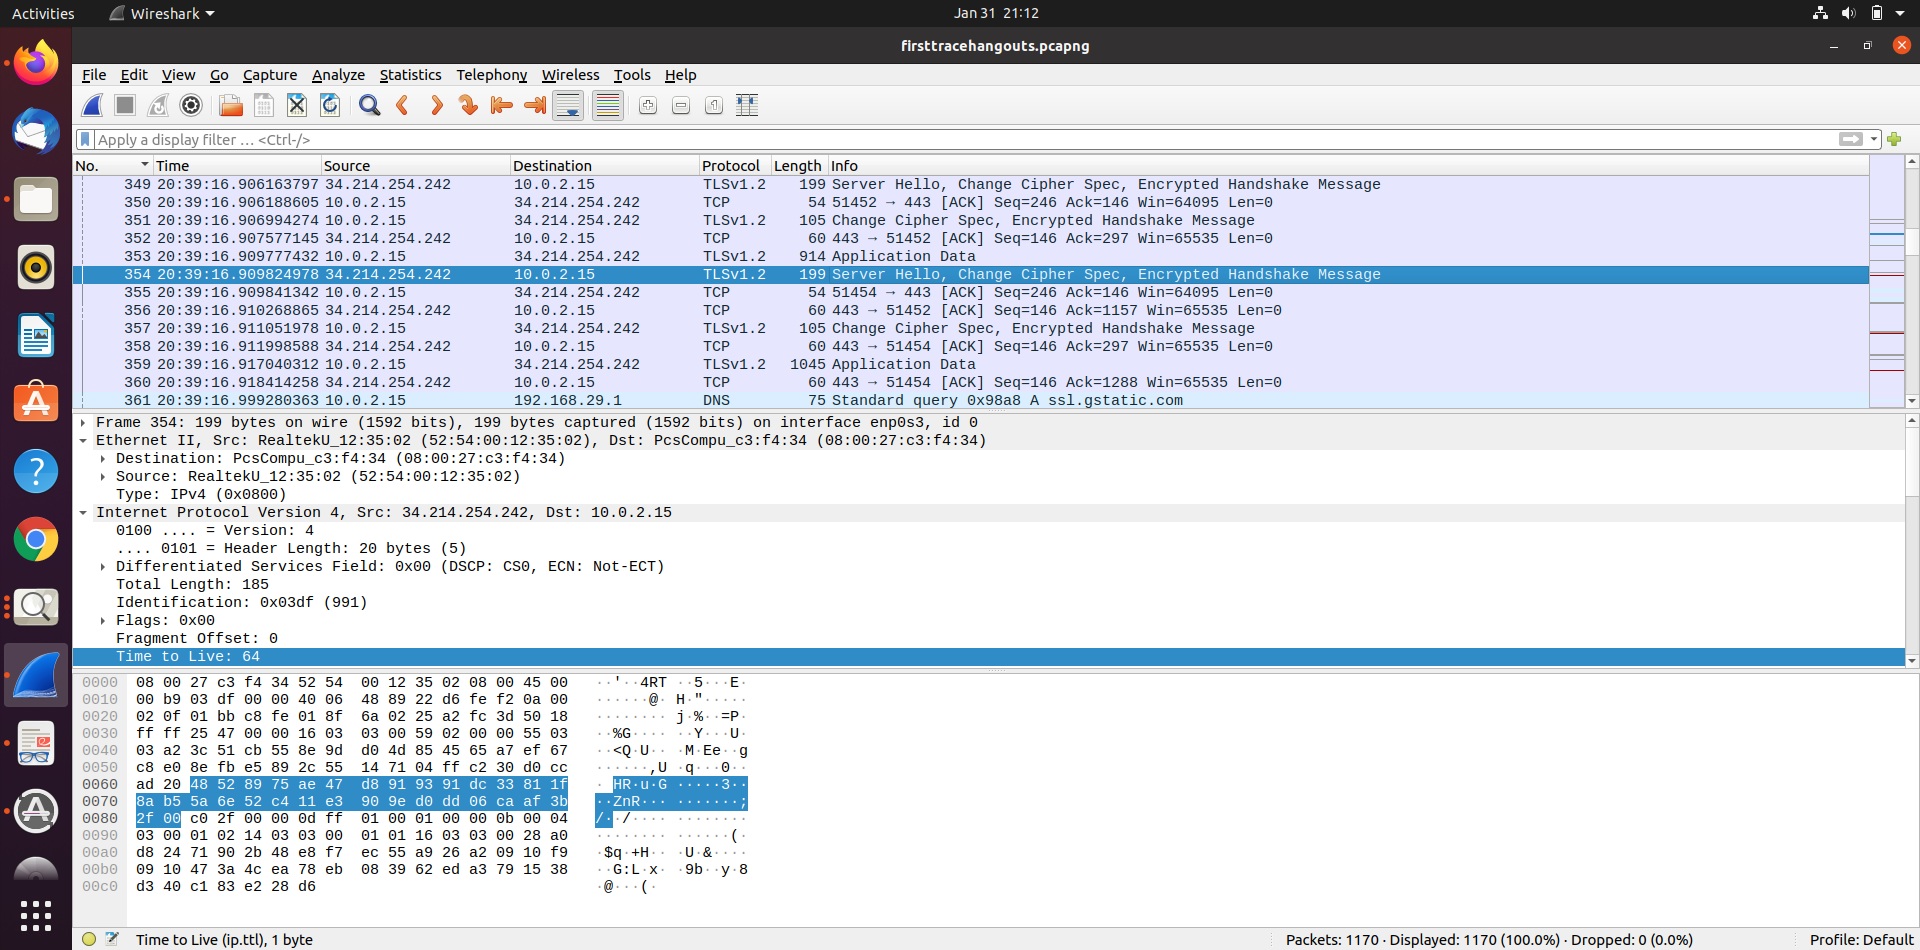 Activities Wireshark Jan 31 21:12
firsttracehangouts.pcapng
File Edit View Go Capture Analyze Statistics Telephony Wireless Tools Help
Apply a display filter … <Ctrl-/>
No. Time Source Destination Protocol Length Info
349 20:39:16.906163797 34.214.254.242 10.0.2.15 TLSv1.2 199 Server Hello, Change Cipher Spec, Encrypted Handshake Message
350 20:39:16.906188605 10.0.2.15 34.214.254.242 TCP 54 51452 → 443 [ACK] Seq=246 Ack=146 Win=64095 Len=0
351 20:39:16.906994274 10.0.2.15 34.214.254.242 TLSv1.2 105 Change Cipher Spec, Encrypted Handshake Message
352 20:39:16.907577145 34.214.254.242 10.0.2.15 TCP 60 443 → 51452 [ACK] Seq=146 Ack=297 Win=65535 Len=0
353 20:39:16.909777432 10.0.2.15 34.214.254.242 TLSv1.2 914 Application Data
354 20:39:16.909824978 34.214.254.242 10.0.2.15 TLSv1.2 199 Server Hello, Change Cipher Spec, Encrypted Handshake Message
355 20:39:16.909841342 10.0.2.15 34.214.254.242 TCP 54 51454 → 443 [ACK] Seq=246 Ack=146 Win=64095 Len=0
356 20:39:16.910268865 34.214.254.242 10.0.2.15 TCP 60 443 → 51452 [ACK] Seq=146 Ack=1157 Win=65535 Len=0
357 20:39:16.911051978 10.0.2.15 34.214.254.242 TLSv1.2 105 Change Cipher Spec, Encrypted Handshake Message
358 20:39:16.911998588 34.214.254.242 10.0.2.15 TCP 60 443 → 51454 [ACK] Seq=146 Ack=297 Win=65535 Len=0
359 20:39:16.917040312 10.0.2.15 34.214.254.242 TLSv1.2 1045 Application Data
360 20:39:16.918414258 34.214.254.242 10.0.2.15 TCP 60 443 → 51454 [ACK] Seq=146 Ack=1288 Win=65535 Len=0
361 20:39:16.999280363 10.0.2.15 192.168.29.1 DNS 75 Standard query 0x98a8 A ssl.gstatic.com
Frame 354: 199 bytes on wire (1592 bits), 199 bytes captured (1592 bits) on interface enp0s3, id 0
Ethernet II, Src: RealtekU_12:35:02 (52:54:00:12:35:02), Dst: PcsCompu_c3:f4:34 (08:00:27:c3:f4:34)
Destination: PcsCompu_c3:f4:34 (08:00:27:c3:f4:34)
Source: RealtekU_12:35:02 (52:54:00:12:35:02)
Type: IPv4 (0x0800)
Internet Protocol Version 4, Src: 34.214.254.242, Dst: 10.0.2.15
0100 .... = Version: 4
.... 0101 = Header Length: 20 bytes (5)
Differentiated Services Field: 0x00 (DSCP: CS0, ECN: Not-ECT)
Total Length: 185
Identification: 0x03df (991)
Flags: 0x00
Fragment Offset: 0
Time to Live: 64
0000 08 00 27 c3 f4 34 52 54 00 12 35 02 08 00 45 00 ··'··4RT ··5···E·
0010 00 b9 03 df 00 00 40 06 48 89 22 d6 fe f2 0a 00 ······@· H·"·····
0020 02 0f 01 bb c8 fe 01 8f 6a 02 25 a2 fc 3d 50 18 ········ j·%··=P·
0030 ff ff 25 47 00 00 16 03 03 00 59 02 00 00 55 03 ··%G···· ··Y···U·
0040 03 a2 3c 51 cb 55 8e 9d d0 4d 85 45 65 a7 ef 67 ··<Q·U·· ·M·Ee··g
0050 c8 e0 8e fb e5 89 2c 55 14 71 04 ff c2 30 d0 cc ······,U ·q···0··
0060 ad 20 48 52 89 75 ae 47 d8 91 93 91 dc 33 81 1f · HR·u·G ·····3··
0070 8a b5 5a 6e 52 c4 11 e3 90 9e d0 dd 06 ca af 3b ··ZnR··· ·······;
0080 2f 00 c0 2f 00 00 0d ff 01 00 01 00 00 0b 00 04 /··/···· ········
0090 03 00 01 02 14 03 03 00 01 01 16 03 03 00 28 a0 ········ ······(·
00a0 d8 24 71 90 2b 48 e8 f7 ec 55 a9 26 a2 09 10 f9 ·$q·+H·· ·U·&····
00b0 09 10 47 3a 4c ea 78 eb 08 39 62 ed a3 79 15 38 ··G:L·x· ·9b··y·8
00c0 d3 40 c1 83 e2 28 d6 ·@···(·
Time to Live (ip.ttl), 1 byte Packets: 1170 · Displayed: 1170 (100.0%) · Dropped: 0 (0.0%) Profile: Default